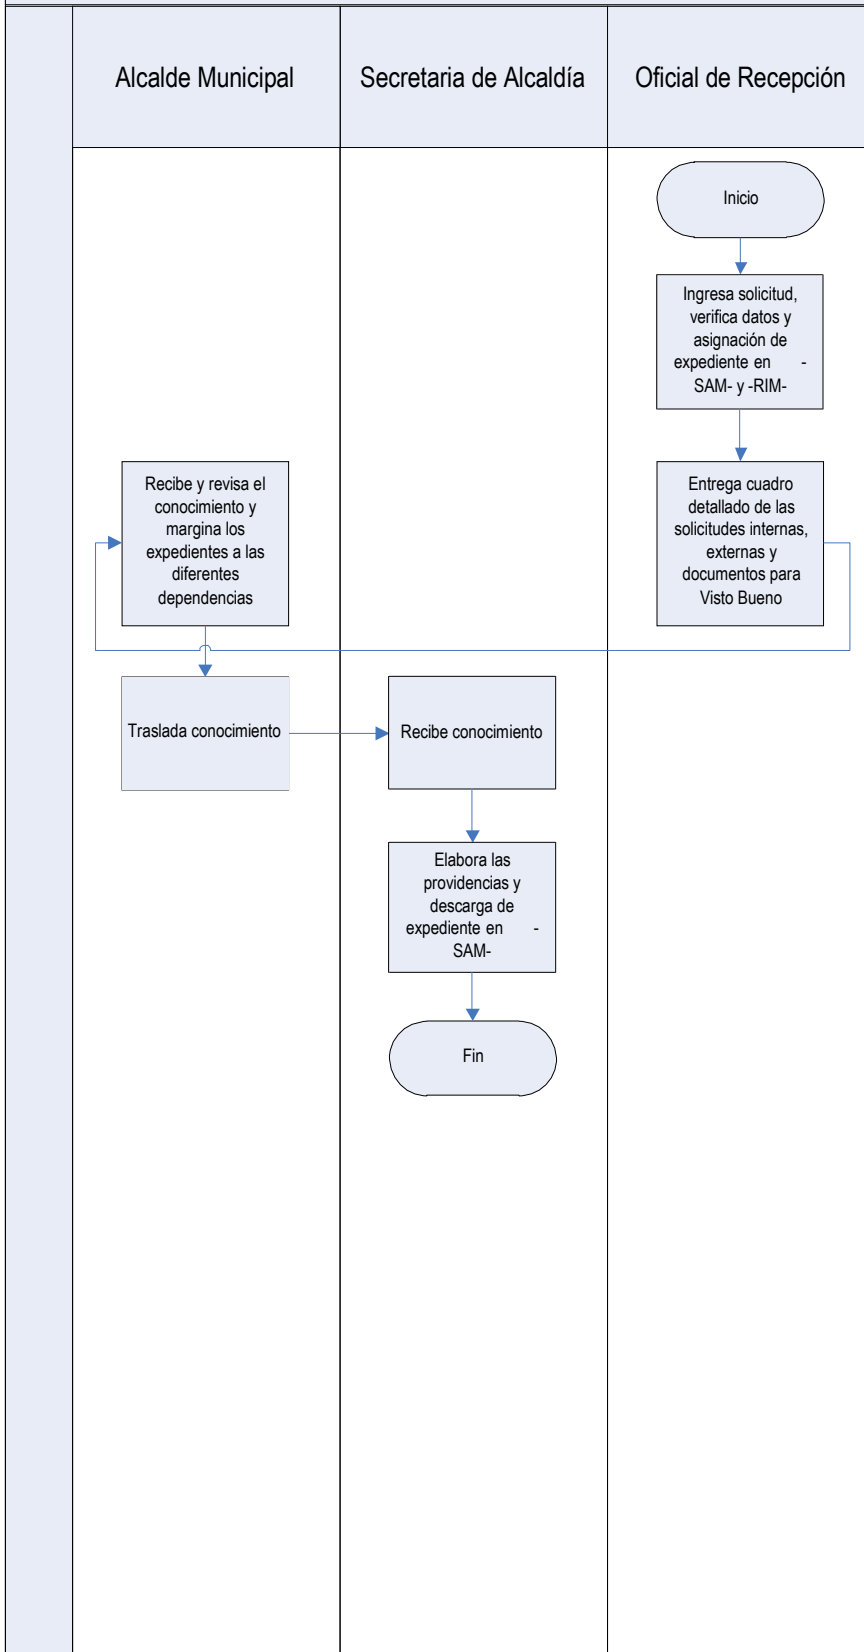 Alcalde Municipal
Secretaria de Alcaldía
Oficial de Recepción
Inicio
Ingresa solicitud,
verifica datos y
asignación de
expediente en -
SAM- y -RIM-
Entrega cuadro
detallado de las
solicitudes internas,
externas y
documentos para
Visto Bueno
Recibe y revisa el
conocimiento y
margina los
expedientes a las
diferentes
dependencias
Traslada conocimiento
Recibe conocimiento
Elabora las
providencias y
descarga de
expediente en -
SAM-
Fin